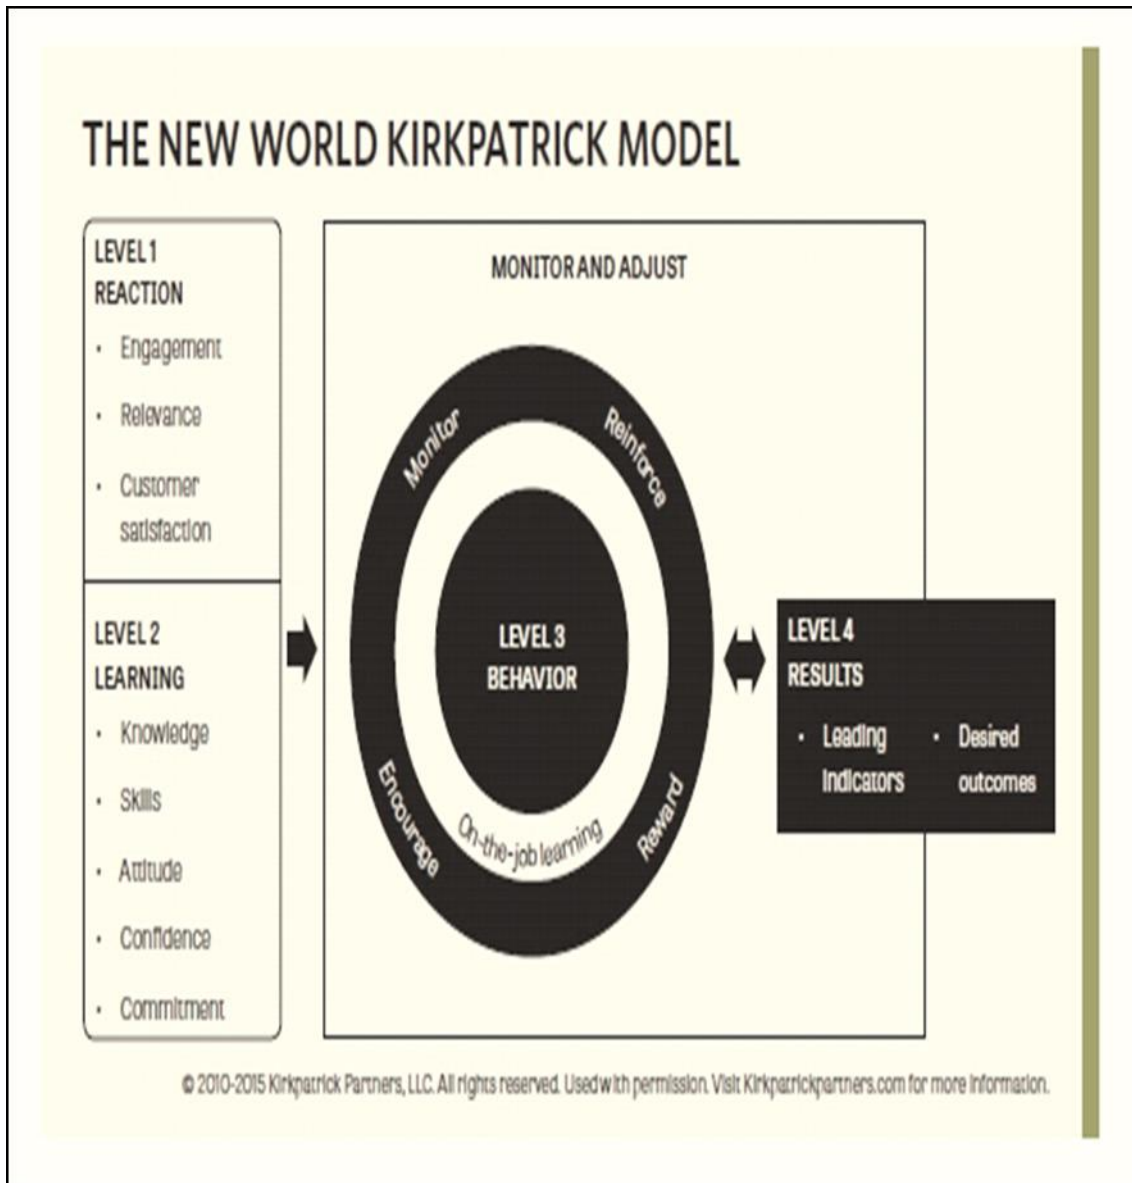 THE NEW WORLD KIRKPATRICK MODEL
LEVEL 1
REACTION
• Engagement
• Relevance
• Customer
satisfaction
LEVEL 2
LEARNING
• Knowledge
• Skills
• Attitude
• Confidence
• Commitment
MONITOR AND ADJUST
Monitor
Reinforce
Encourage
Reward
On-the-job learning
LEVEL 3
BEHAVIOR
LEVEL 4
RESULTS
• Leading
indicators
• Desired
outcomes
© 2010-2015 Kirkpatrick Partners, LLC. All rights reserved. Used with permission. Visit Kirkpatrickpartners.com for more information.